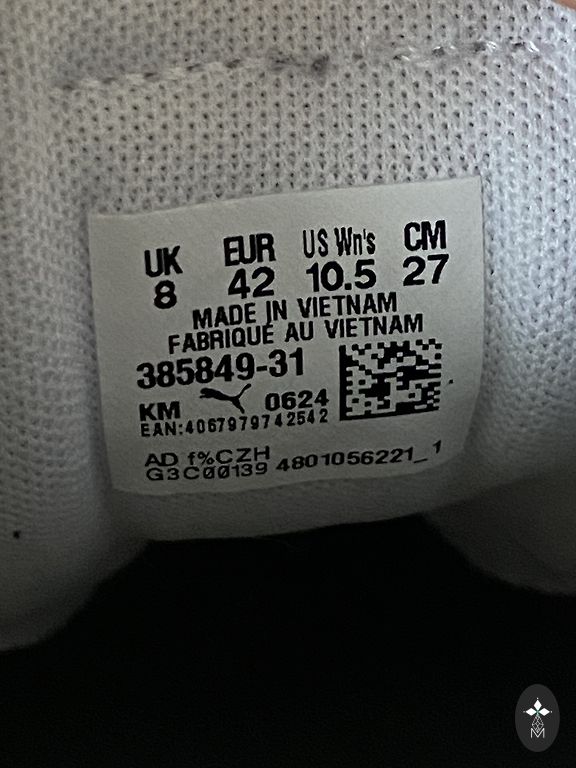 UK EUR US Wn's CM
8 42 10.5 27
MADE IN VIETNAM
FABRIQUÉ AU VIETNAM
385849-31
KM 0624
EAN:4067979742542
AD f%CZH
G3C00139 4801056221_1
M